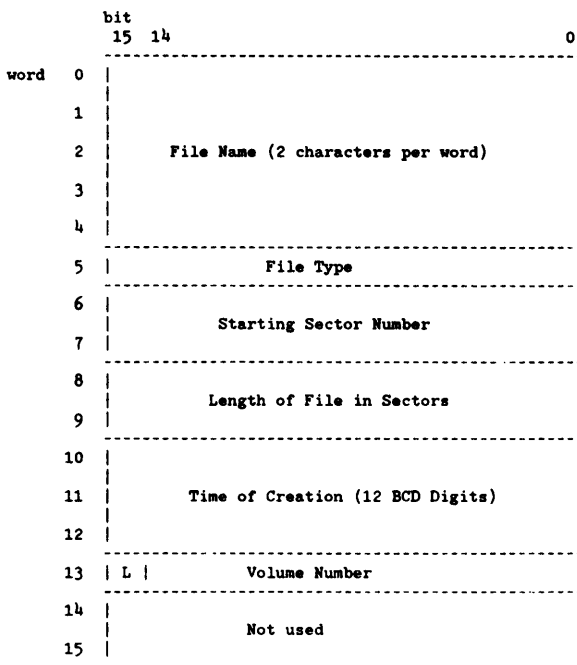 bit
15 14 0
word 0
1
2 File Name (2 characters per word)
3
4
5 File Type
6
Starting Sector Number
7
8
Length of File in Sectors
9
10
11 Time of Creation (12 BCD Digits)
12
13 | L | Volume Number
14
Not used
15